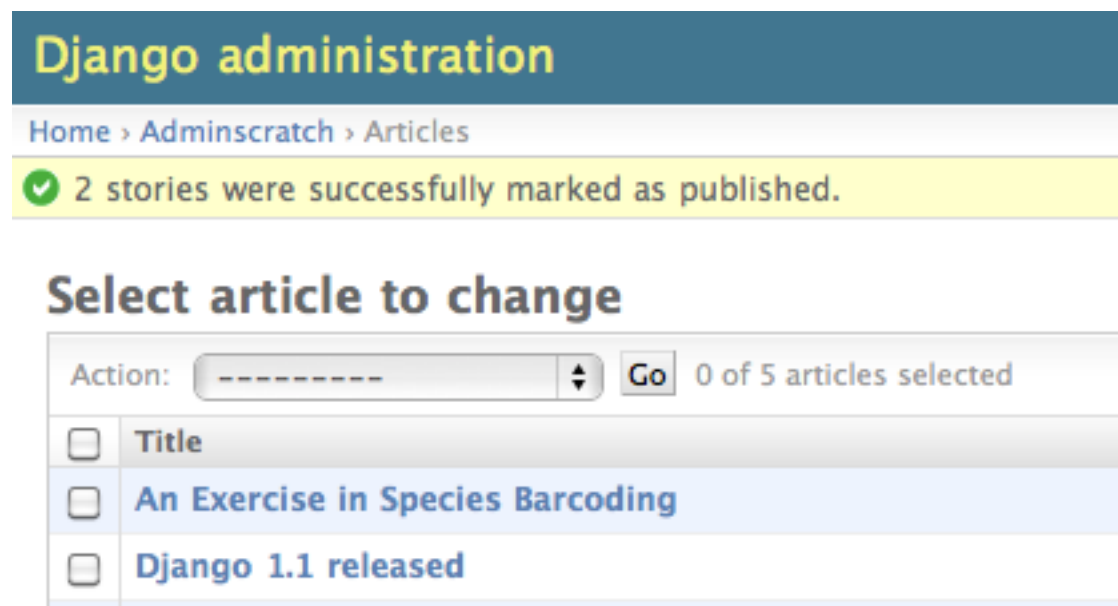 Django administration
Home › Adminscratch › Articles
2 stories were successfully marked as published.
Select article to change
Action: --------- Go 0 of 5 articles selected
Title
An Exercise in Species Barcoding
Django 1.1 released